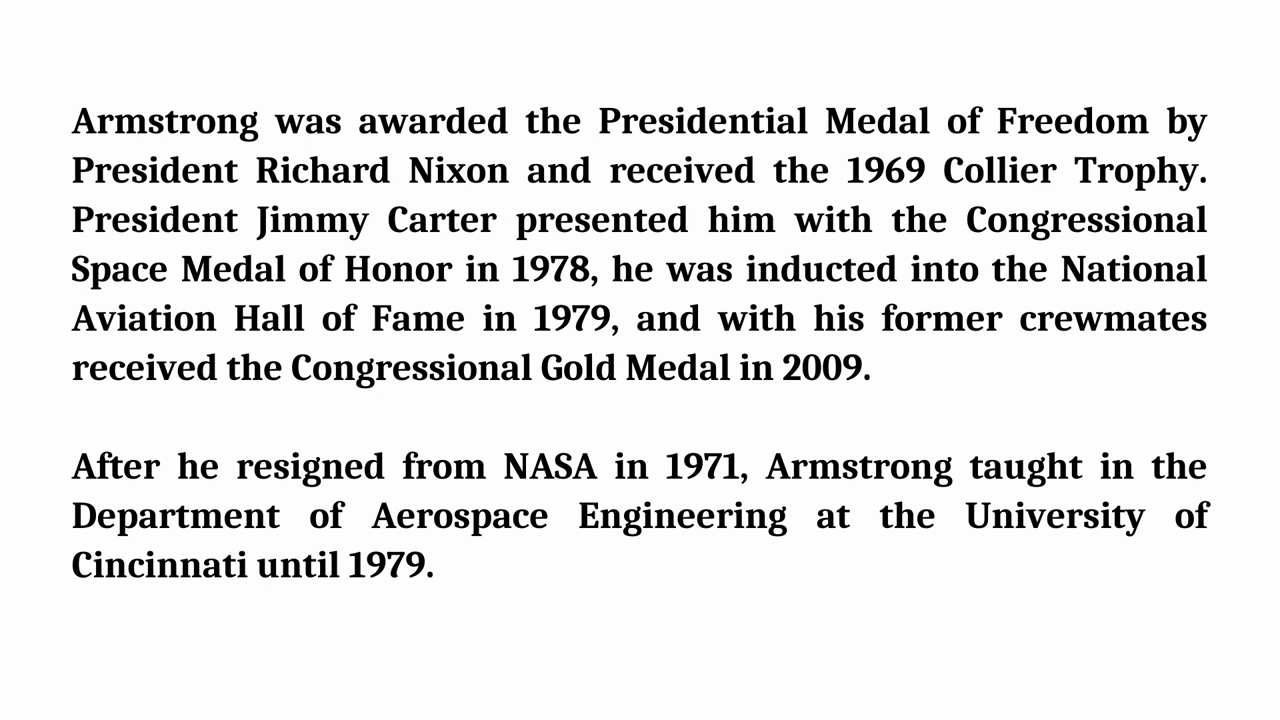 Armstrong was awarded the Presidential Medal of Freedom by
President Richard Nixon and received the 1969 Collier Trophy.
President Jimmy Carter presented him with the Congressional
Space Medal of Honor in 1978, he was inducted into the National
Aviation Hall of Fame in 1979, and with his former crewmates
received the Congressional Gold Medal in 2009.
After he resigned from NASA in 1971, Armstrong taught in the
Department of Aerospace Engineering at the University of
Cincinnati until 1979.